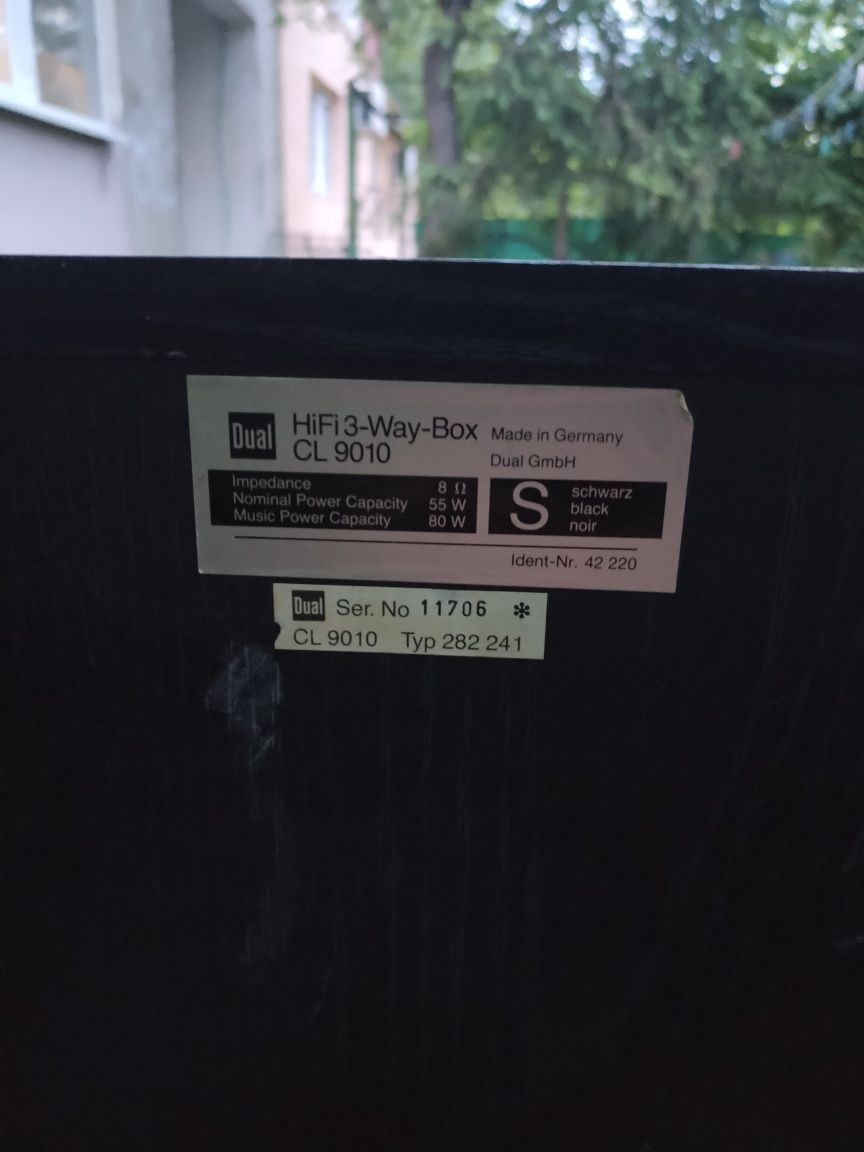 Dual HiFi 3-Way-Box
CL 9010
Made in Germany
Dual GmbH
Impedance 8 Ω
Nominal Power Capacity 55 W
Music Power Capacity 80 W
S schwarz
black
noir
Ident-Nr. 42 220
Dual Ser. No 11706 *
CL 9010 Typ 282 241